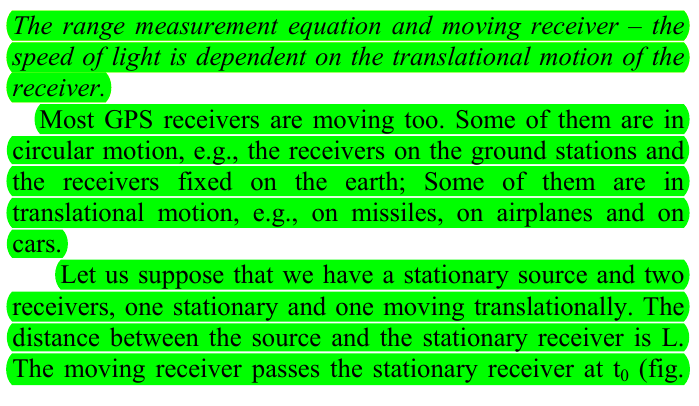 The range measurement equation and moving receiver – the
speed of light is dependent on the translational motion of the
receiver.
Most GPS receivers are moving too. Some of them are in
circular motion, e.g., the receivers on the ground stations and
the receivers fixed on the earth; Some of them are in
translational motion, e.g., on missiles, on airplanes and on
cars.
Let us suppose that we have a stationary source and two
receivers, one stationary and one moving translationally. The
distance between the source and the stationary receiver is L.
The moving receiver passes the stationary receiver at t₀ (fig.